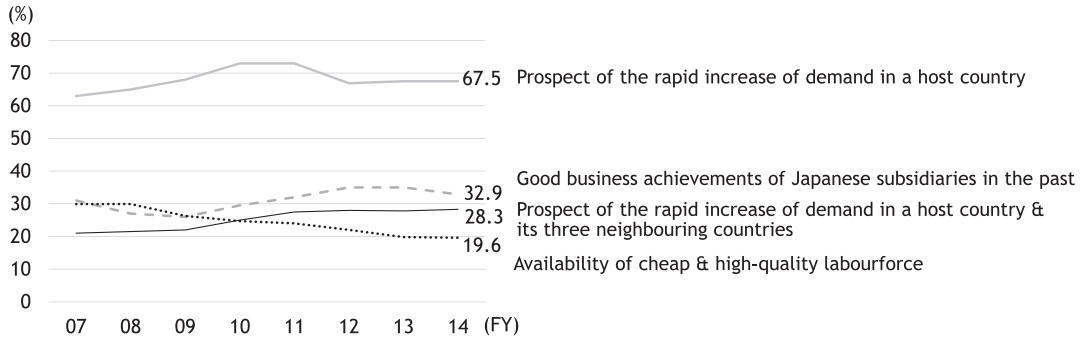 (%)
80
70
60
50
40
30
20
10
0
67.5 Prospect of the rapid increase of demand in a host country
32.9 Good business achievements of Japanese subsidiaries in the past
28.3 Prospect of the rapid increase of demand in a host country &
its three neighbouring countries
19.6 Availability of cheap & high-quality labourforce
07 08 09 10 11 12 13 14 (FY)